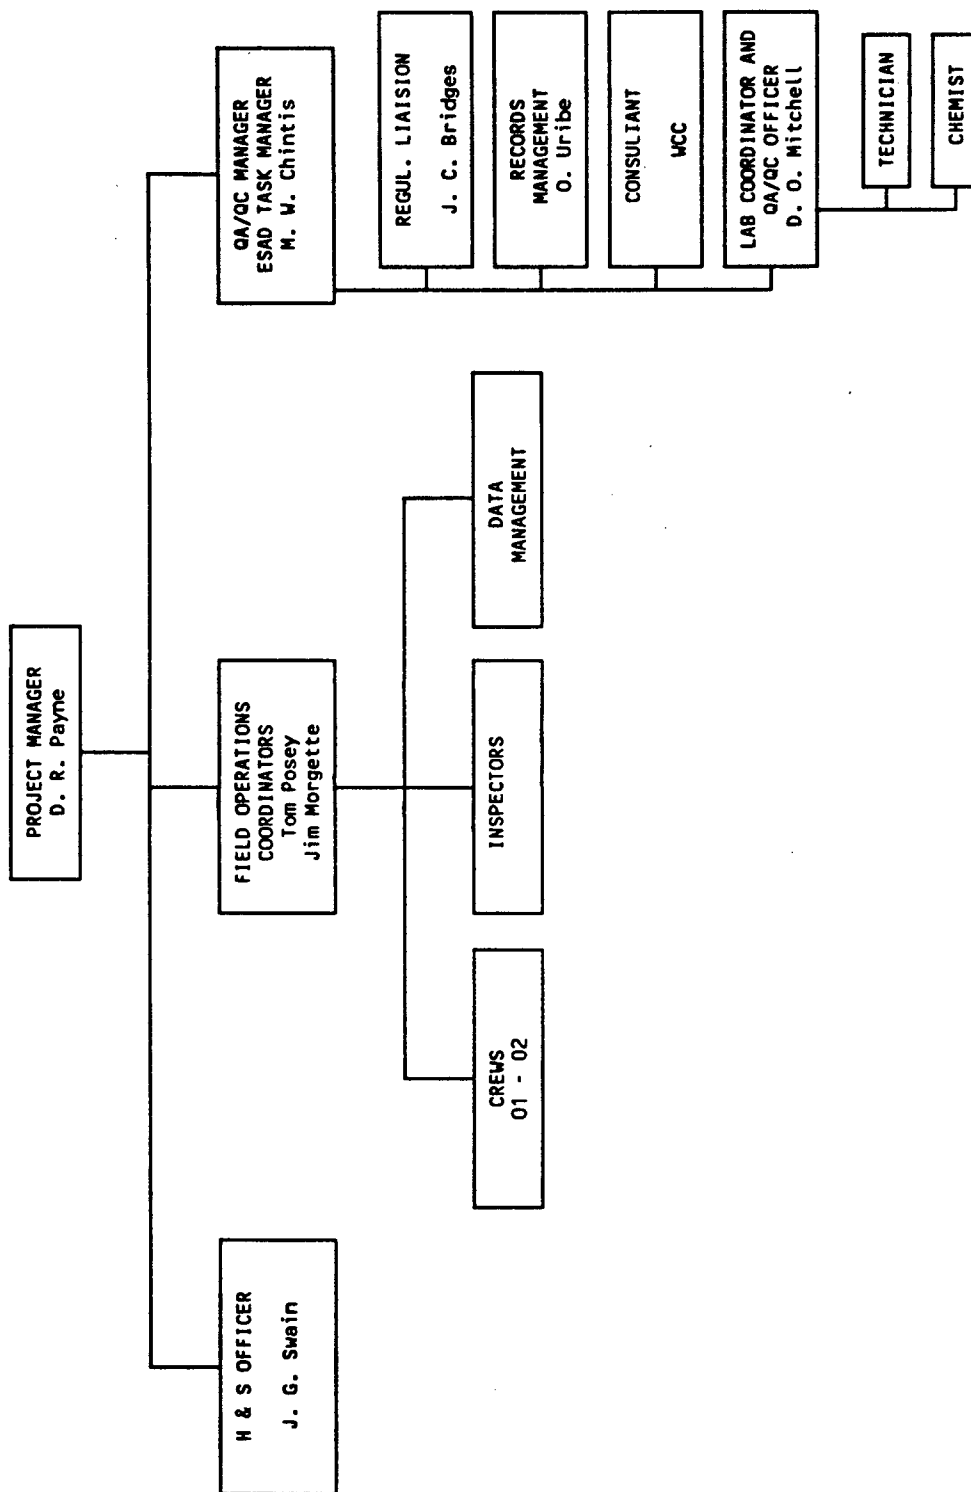 PROJECT MANAGER
D. R. Payne
H & S OFFICER
J. G. Swain
FIELD OPERATIONS
COORDINATORS
Tom Posey
Jim Morgette
QA/QC MANAGER
ESAD TASK MANAGER
M. W. Chintis
CREWS
01 - 02
INSPECTORS
DATA
MANAGEMENT
REGUL. LIAISION
J. C. Bridges
RECORDS
MANAGEMENT
O. Uribe
CONSULIANT
WCC
LAB COORDINATOR AND
QA/QC OFFICER
D. O. Mitchell
TECHNICIAN
CHEMIST